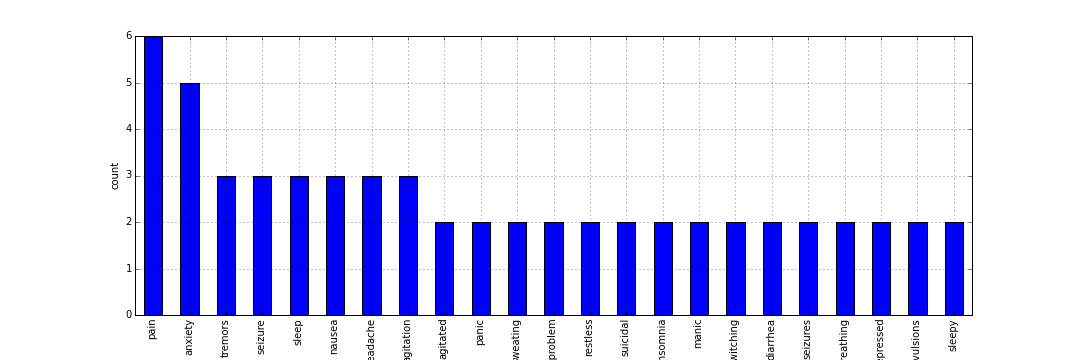 6
5
4
3
2
1
0
count
pain
anxiety
tremors
seizure
sleep
nausea
eadache
gitation
agitated
panic
weating
problem
restless
suicidal
nsomnia
manic
witching
diarrhea
seizures
reathing
pressed
vulsions
sleepy